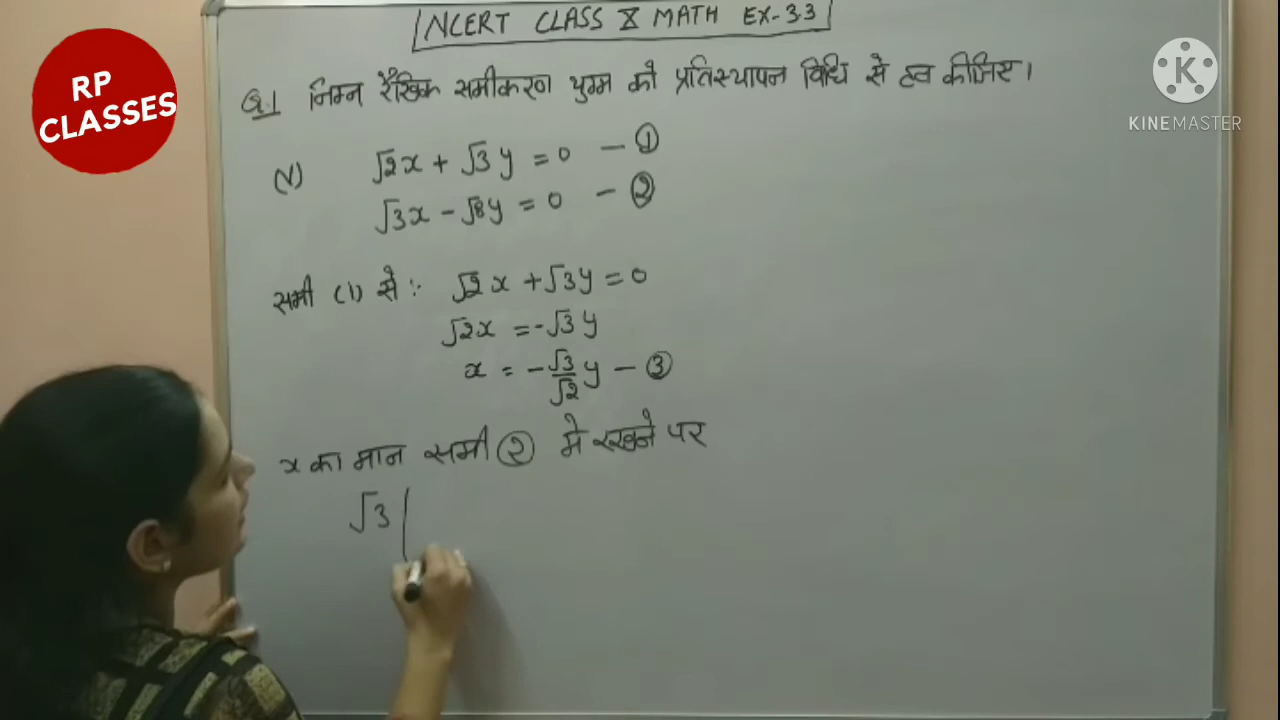 NCERT CLASS X MATH EX-3.3
RP
CLASSES
K
KINEMASTER
Q.1 निम्न रैखिक समीकरण युग्म को प्रतिस्थापन विधि से हल कीजिए।
(V) √2x + √3y = 0 — ①
√3x - √8y = 0 — ②
समी (1) से :- √2x + √3y = 0
√2x = -√3y
x = -√3/√2 y — ③
x का मान समी ② मे रखने पर
√3